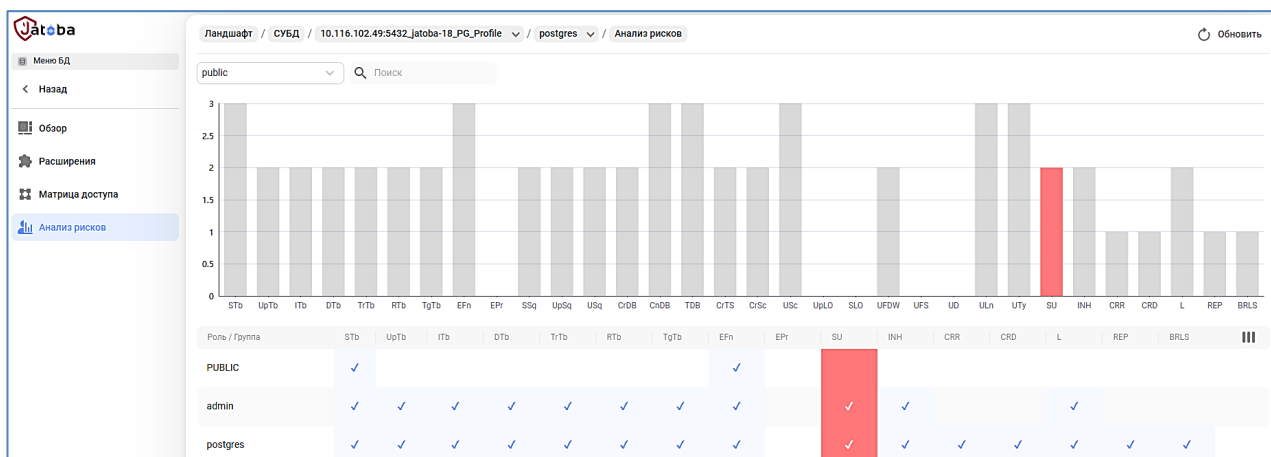 Jatoba
Ландшафт / СУБД / 10.116.102.49:5432_jatoba-18_PG_Profile / postgres / Анализ рисков
Обновить
Меню БД
Назад
Обзор
Расширения
Матрица доступа
Анализ рисков
public
Поиск
3
2.5
2
1.5
1
0.5
0
STb UpTb ITb DTb TrTb RTb TgTb EFn EPr SSq UpSq USq CrDB CnDB TDB CrTS CrSc USc UpLO SLO UFDW UFS UD ULn UTy SU INH CRR CRD L REP BRLS
Роль / Группа STb UpTb ITb DTb TrTb RTb TgTb EFn EPr SU INH CRR CRD L REP BRLS
PUBLIC ✓ ✓
admin ✓ ✓ ✓ ✓ ✓ ✓ ✓ ✓ ✓ ✓ ✓
postgres ✓ ✓ ✓ ✓ ✓ ✓ ✓ ✓ ✓ ✓ ✓ ✓ ✓ ✓ ✓